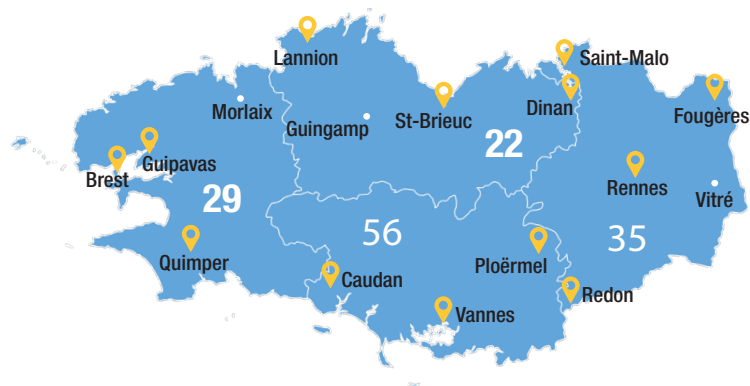 Lannion
Saint-Malo
Morlaix
Guingamp
St-Brieuc
Dinan
Fougères
22
Guipavas
Brest
Rennes
Vitré
29
56
35
Quimper
Ploërmel
Caudan
Redon
Vannes